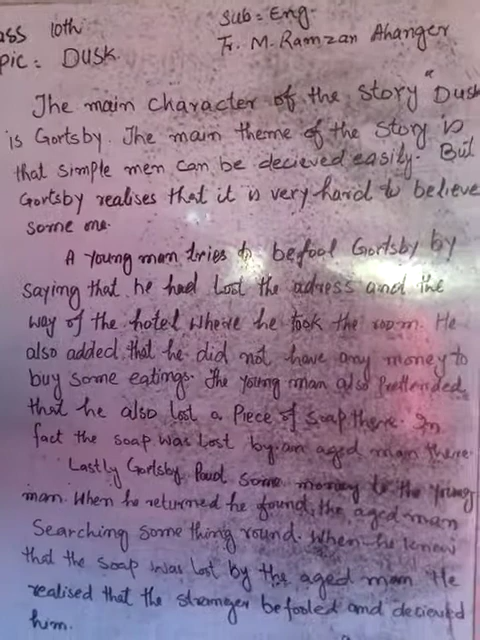 ass 10th
Sub = Eng.
Tr. M. Ramzan Ahanger
pic : Dusk.
The main character of the story "Dusk
is Gortsby. The main theme of the story is
that simple men can be decieved easily. But
Gortsby realises that it is very hard to believe
some one.
A young man tries to befool Gortsby by
saying that he had lost the adress and the
way of the hotel where he took the room. He
also added that he did not have any money to
buy some eatings. The young man also Prettended
that he also lost a Piece of soap there. In
fact the soap was lost by an aged man there.
Lastly Gortsby Paid some money to the young
man. When he returned he found the aged man
Searching some thing round. When he knew
that the soap was lost by the aged man. He
realised that the stranger befooled and decieved
him.